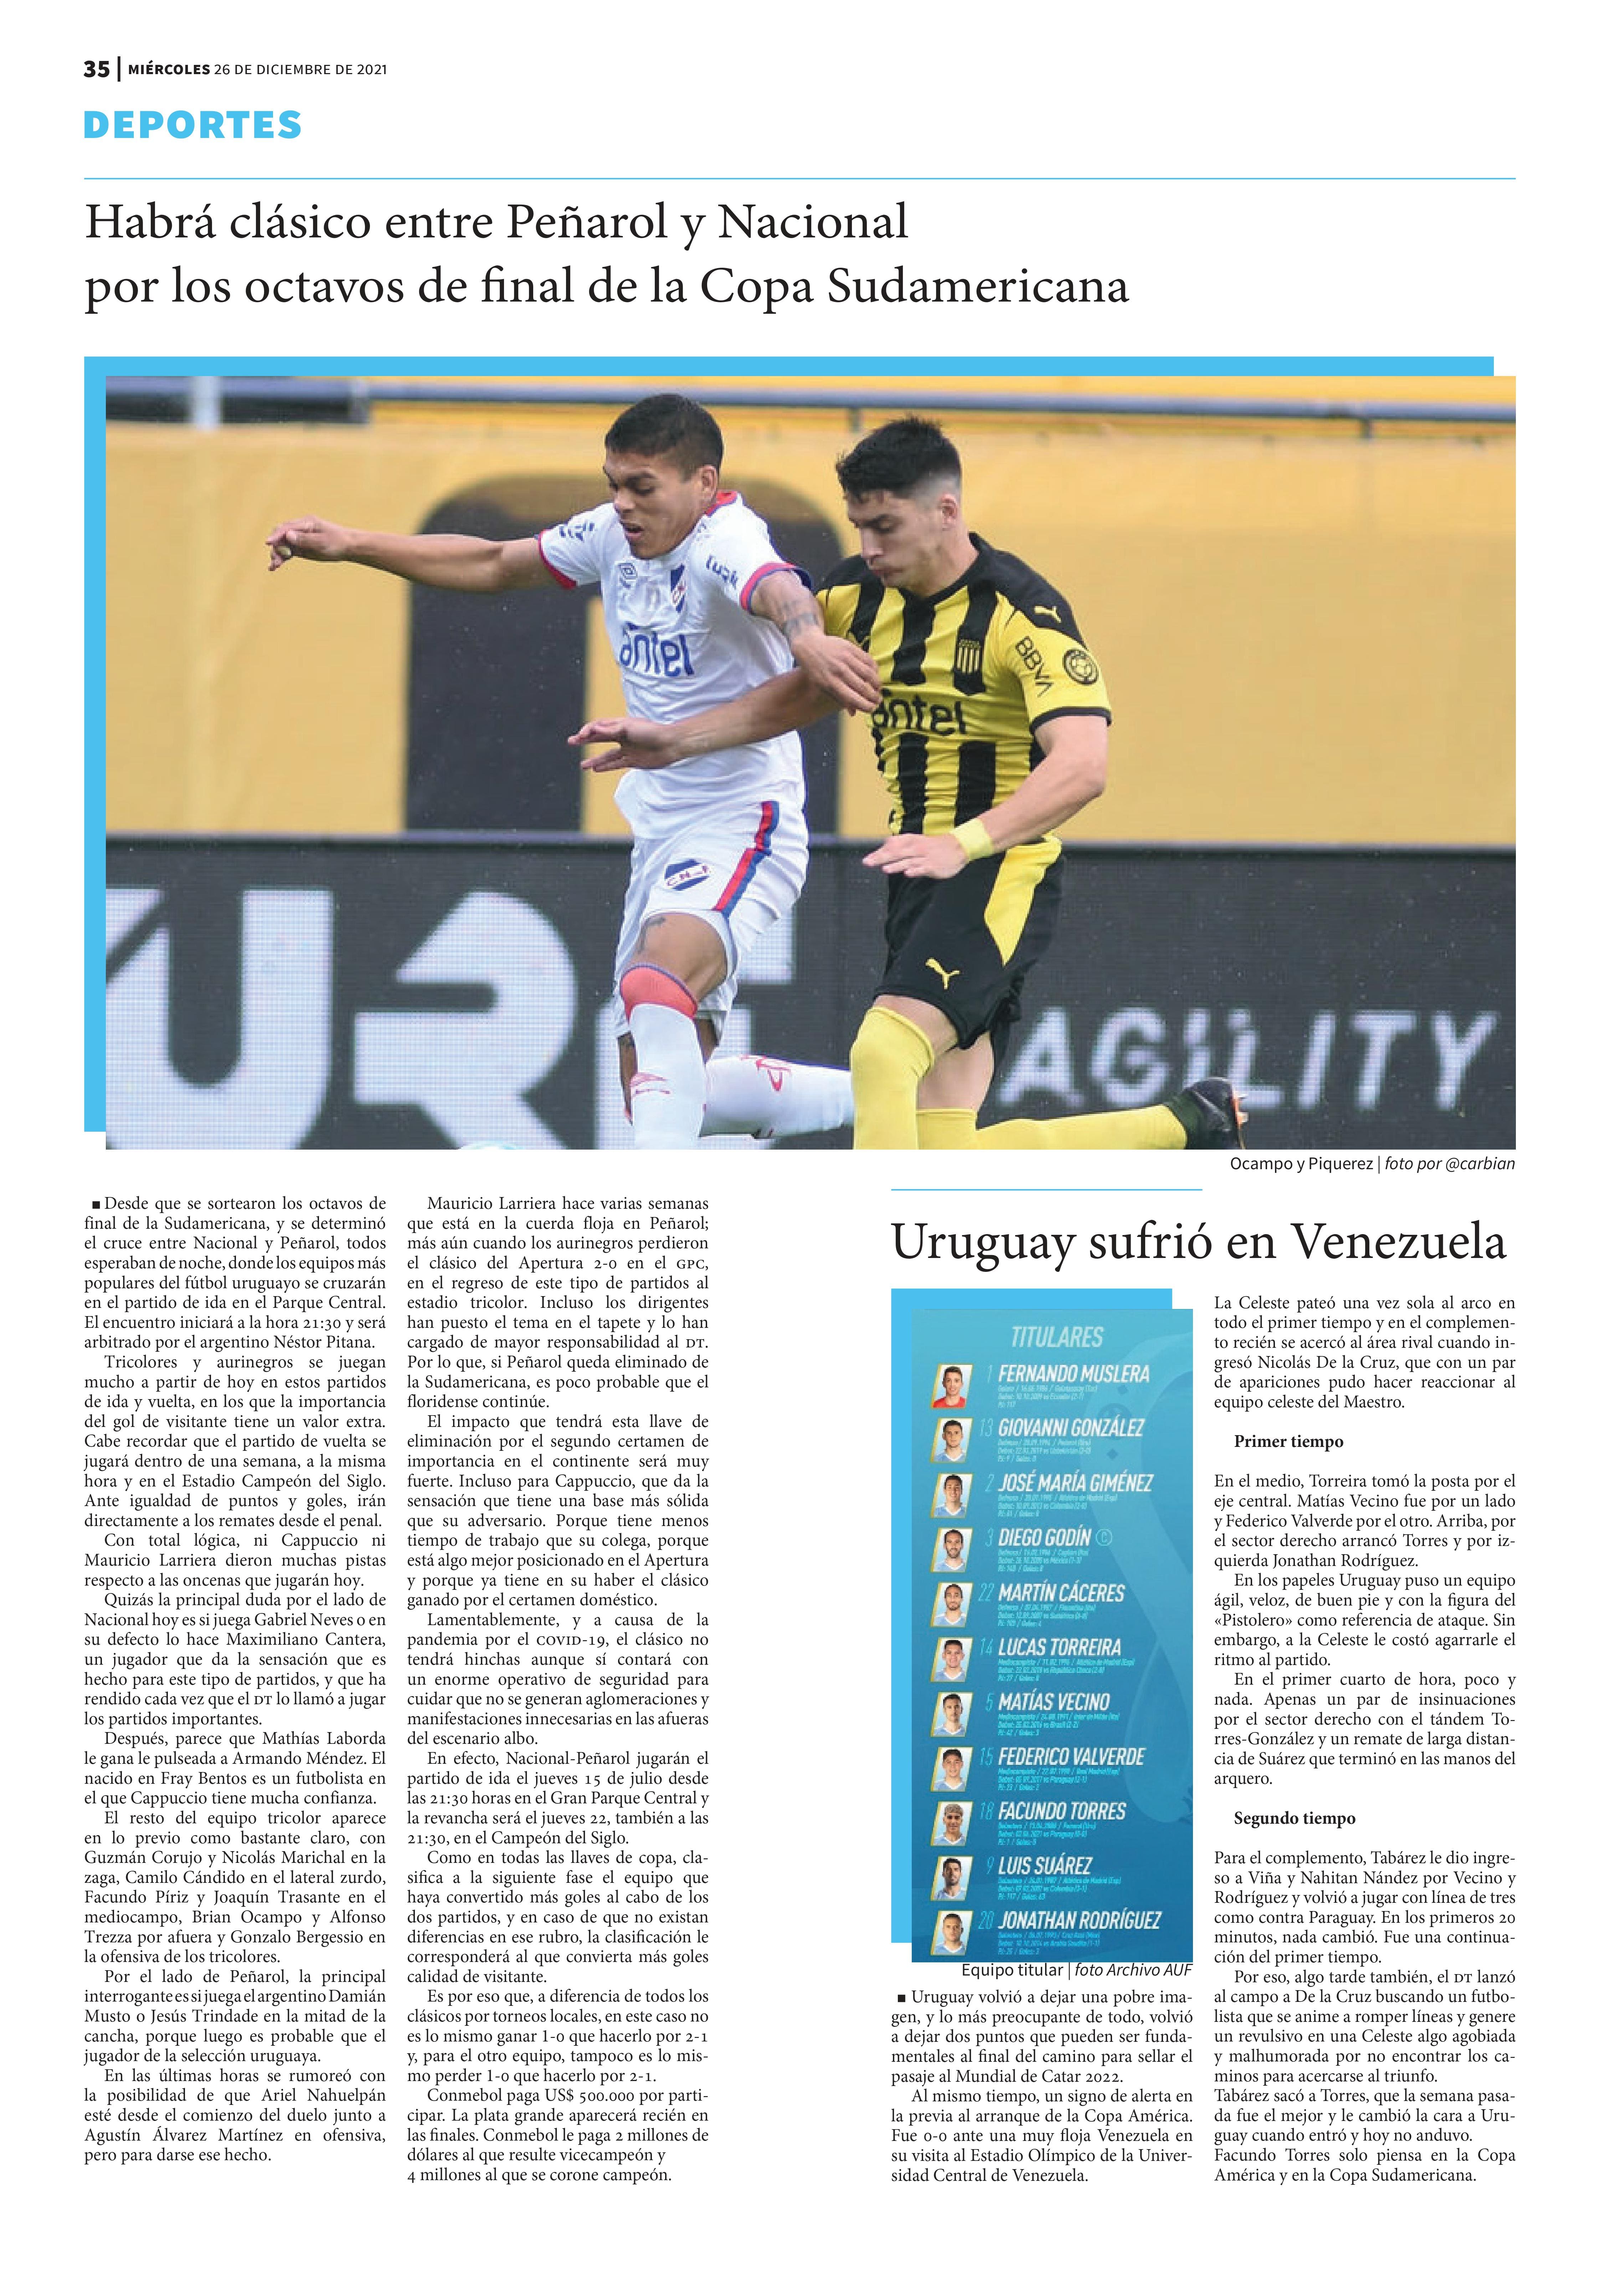 35 | MIÉRCOLES 26 DE DICIEMBRE DE 2021
DEPORTES
Habrá clásico entre Peñarol y Nacional
por los octavos de final de la Copa Sudamericana
antel
antel
BBVA
URE
AGILITY
Ocampo y Piquerez | foto por @carbian
■ Desde que se sortearon los octavos de
final de la Sudamericana, y se determinó
el cruce entre Nacional y Peñarol, todos
esperaban de noche, donde los equipos más
populares del fútbol uruguayo se cruzarán
en el partido de ida en el Parque Central.
El encuentro iniciará a la hora 21:30 y será
arbitrado por el argentino Néstor Pitana.
Tricolores y aurinegros se juegan
mucho a partir de hoy en estos partidos
de ida y vuelta, en los que la importancia
del gol de visitante tiene un valor extra.
Cabe recordar que el partido de vuelta se
jugará dentro de una semana, a la misma
hora y en el Estadio Campeón del Siglo.
Ante igualdad de puntos y goles, irán
directamente a los remates desde el penal.
Con total lógica, ni Cappuccio ni
Mauricio Larriera dieron muchas pistas
respecto a las oncenas que jugarán hoy.
Quizás la principal duda por el lado de
Nacional hoy es si juega Gabriel Neves o en
su defecto lo hace Maximiliano Cantera,
un jugador que da la sensación que es
hecho para este tipo de partidos, y que ha
rendido cada vez que el DT lo llamó a jugar
los partidos importantes.
Después, parece que Mathías Laborda
le gana le pulseada a Armando Méndez. El
nacido en Fray Bentos es un futbolista en
el que Cappuccio tiene mucha confianza.
El resto del equipo tricolor aparece
en lo previo como bastante claro, con
Guzmán Corujo y Nicolás Marichal en la
zaga, Camilo Cándido en el lateral zurdo,
Facundo Píriz y Joaquín Trasante en el
mediocampo, Brian Ocampo y Alfonso
Trezza por afuera y Gonzalo Bergessio en
la ofensiva de los tricolores.
Por el lado de Peñarol, la principal
interrogante es si juega el argentino Damián
Musto o Jesús Trindade en la mitad de la
cancha, porque luego es probable que el
jugador de la selección uruguaya.
En las últimas horas se rumoreó con
la posibilidad de que Ariel Nahuelpán
esté desde el comienzo del duelo junto a
Agustín Álvarez Martínez en ofensiva,
pero para darse ese hecho.
Mauricio Larriera hace varias semanas
que está en la cuerda floja en Peñarol;
más aún cuando los aurinegros perdieron
el clásico del Apertura 2-0 en el GPC,
en el regreso de este tipo de partidos al
estadio tricolor. Incluso los dirigentes
han puesto el tema en el tapete y lo han
cargado de mayor responsabilidad al DT.
Por lo que, si Peñarol queda eliminado de
la Sudamericana, es poco probable que el
floridense continúe.
El impacto que tendrá esta llave de
eliminación por el segundo certamen de
importancia en el continente será muy
fuerte. Incluso para Cappuccio, que da la
sensación que tiene una base más sólida
que su adversario. Porque tiene menos
tiempo de trabajo que su colega, porque
está algo mejor posicionado en el Apertura
y porque ya tiene en su haber el clásico
ganado por el certamen doméstico.
Lamentablemente, y a causa de la
pandemia por el COVID-19, el clásico no
tendrá hinchas aunque sí contará con
un enorme operativo de seguridad para
cuidar que no se generan aglomeraciones y
manifestaciones innecesarias en las afueras
del escenario albo.
En efecto, Nacional-Peñarol jugarán el
partido de ida el jueves 15 de julio desde
las 21:30 horas en el Gran Parque Central y
la revancha será el jueves 22, también a las
21:30, en el Campeón del Siglo.
Como en todas las llaves de copa, cla-
sifica a la siguiente fase el equipo que
haya convertido más goles al cabo de los
dos partidos, y en caso de que no existan
diferencias en ese rubro, la clasificación le
corresponderá al que convierta más goles
calidad de visitante.
Es por eso que, a diferencia de todos los
clásicos por torneos locales, en este caso no
es lo mismo ganar 1-0 que hacerlo por 2-1
y, para el otro equipo, tampoco es lo mis-
mo perder 1-0 que hacerlo por 2-1.
Conmebol paga US$ 500.000 por parti-
cipar. La plata grande aparecerá recién en
las finales. Conmebol le paga 2 millones de
dólares al que resulte vicecampeón y
4 millones al que se corone campeón.
Uruguay sufrió en Venezuela
TITULARES
1 FERNANDO MUSLERA
13 GIOVANNI GONZÁLEZ
2 JOSÉ MARÍA GIMÉNEZ
3 DIEGO GODÍN ©
22 MARTÍN CÁCERES
14 LUCAS TORREIRA
5 MATÍAS VECINO
15 FEDERICO VALVERDE
18 FACUNDO TORRES
9 LUIS SUÁREZ
20 JONATHAN RODRÍGUEZ
Equipo titular | foto Archivo AUF
■ Uruguay volvió a dejar una pobre ima-
gen, y lo más preocupante de todo, volvió
a dejar dos puntos que pueden ser funda-
mentales al final del camino para sellar el
pasaje al Mundial de Catar 2022.
Al mismo tiempo, un signo de alerta en
la previa al arranque de la Copa América.
Fue 0-0 ante una muy floja Venezuela en
su visita al Estadio Olímpico de la Univer-
sidad Central de Venezuela.
La Celeste pateó una vez sola al arco en
todo el primer tiempo y en el complemen-
to recién se acercó al área rival cuando in-
gresó Nicolás De la Cruz, que con un par
de apariciones pudo hacer reaccionar al
equipo celeste del Maestro.
Primer tiempo
En el medio, Torreira tomó la posta por el
eje central. Matías Vecino fue por un lado
y Federico Valverde por el otro. Arriba, por
el sector derecho arrancó Torres y por iz-
quierda Jonathan Rodríguez.
En los papeles Uruguay puso un equipo
ágil, veloz, de buen pie y con la figura del
«Pistolero» como referencia de ataque. Sin
embargo, a la Celeste le costó agarrarle el
ritmo al partido.
En el primer cuarto de hora, poco y
nada. Apenas un par de insinuaciones
por el sector derecho con el tándem To-
rres-González y un remate de larga distan-
cia de Suárez que terminó en las manos del
arquero.
Segundo tiempo
Para el complemento, Tabárez le dio ingre-
so a Viña y Nahitan Nández por Vecino y
Rodríguez y volvió a jugar con línea de tres
como contra Paraguay. En los primeros 20
minutos, nada cambió. Fue una continua-
ción del primer tiempo.
Por eso, algo tarde también, el DT lanzó
al campo a De la Cruz buscando un futbo-
lista que se anime a romper líneas y genere
un revulsivo en una Celeste algo agobiada
y malhumorada por no encontrar los ca-
minos para acercarse al triunfo.
Tabárez sacó a Torres, que la semana pasa-
da fue el mejor y le cambió la cara a Uru-
guay cuando entró y hoy no anduvo.
Facundo Torres solo piensa en la Copa
América y en la Copa Sudamericana.